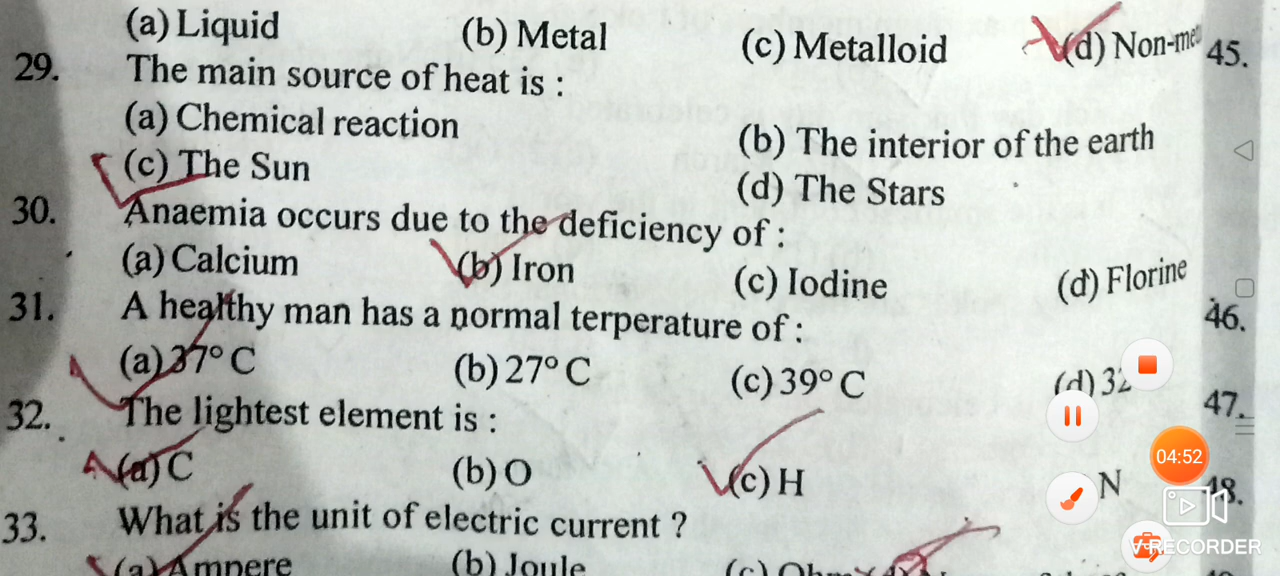 (a) Liquid (b) Metal (c) Metalloid (d) Non-met 45.
29. The main source of heat is :
(a) Chemical reaction (b) The interior of the earth
(c) The Sun (d) The Stars
30. Anaemia occurs due to the deficiency of :
(a) Calcium (b) Iron (c) Iodine (d) Florine
31. A healthy man has a normal terperature of : 46.
(a) 37° C (b) 27° C (c) 39° C (d) 32
32. The lightest element is : 47.
(a) C (b) O (c) H N 48.
33. What is the unit of electric current ?
(a) Ampere (b) Joule (c) Ohm
04:52
V RECORDER